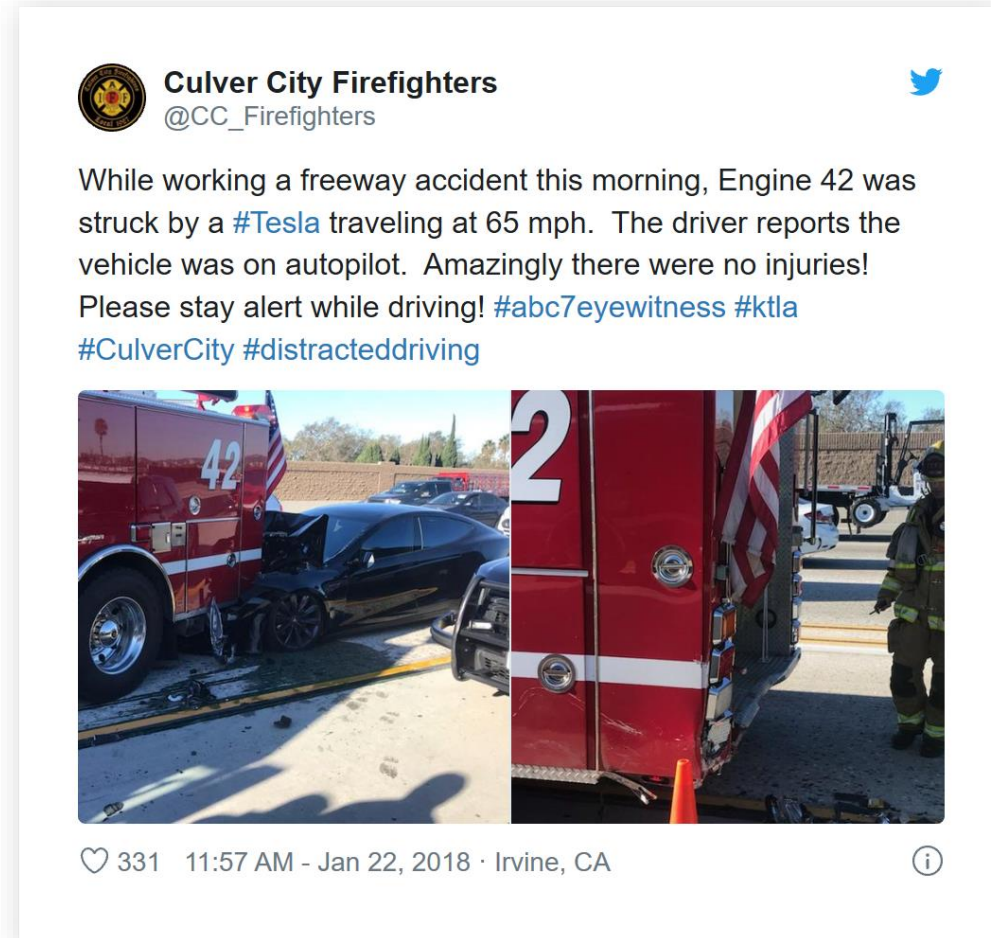 Culver City Firefighters
@CC_Firefighters
While working a freeway accident this morning, Engine 42 was
struck by a #Tesla traveling at 65 mph.  The driver reports the
vehicle was on autopilot.  Amazingly there were no injuries!
Please stay alert while driving! #abc7eyewitness #ktla
#CulverCity #distracteddriving
42
2
331 11:57 AM - Jan 22, 2018 · Irvine, CA